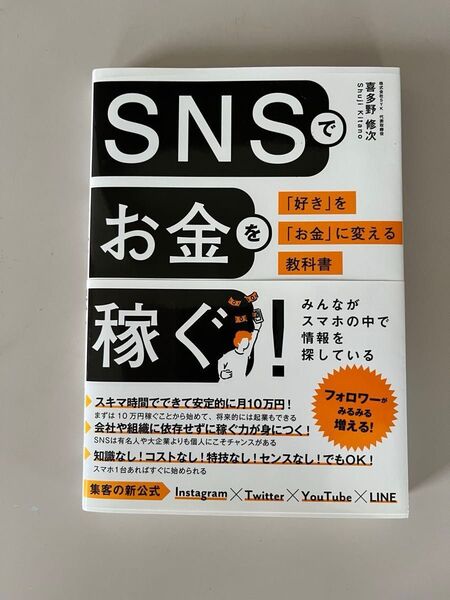 SNSで
お金を
稼ぐ!
株式会社SYK 代表取締役
喜多野 修次
Shuji Kitano
「好き」を
「お金」に変える
教科書
みんなが
スマホの中で
情報を
探している
フォロワーが
みるみる
増える!
スキマ時間でできて安定的に月10万円!
まずは10万円稼ぐことから始めて、将来的には起業もできる
会社や組織に依存せずに稼ぐ力が身につく!
SNSは有名人や大企業よりも個人にこそチャンスがある
知識なし!コストなし!特技なし!センスなし!でもOK!
スマホ1台あればすぐに始められる
集客の新公式 Instagram×Twitter×YouTube×LINE